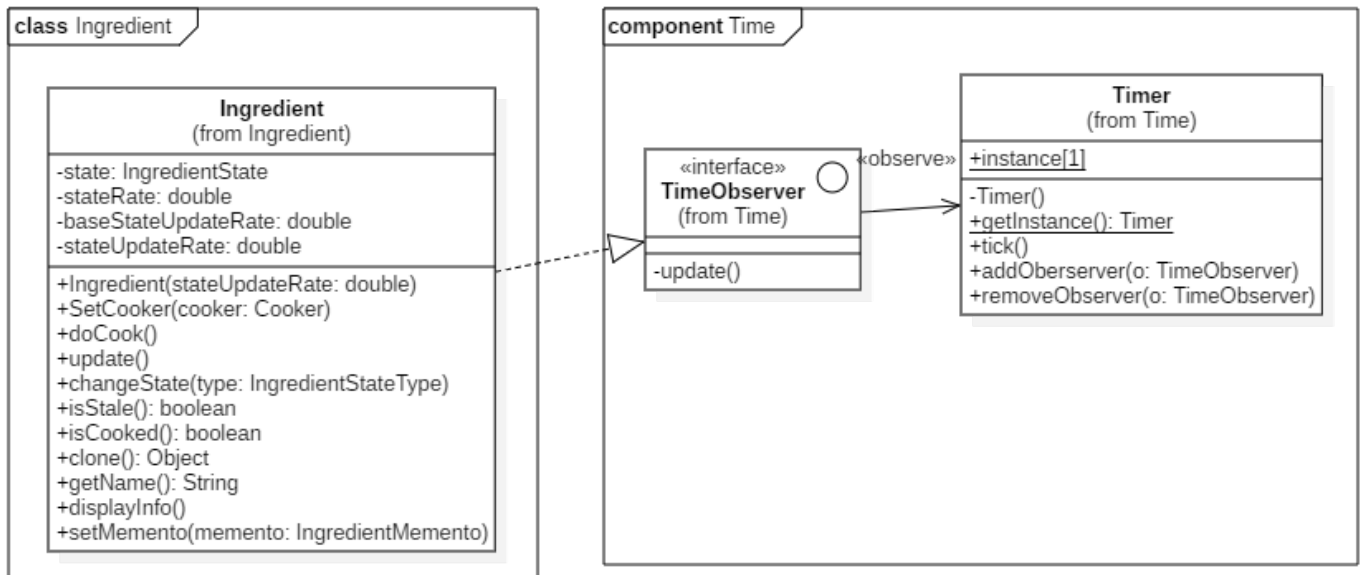 class Ingredient
Ingredient
(from Ingredient)
-state: IngredientState
-stateRate: double
-baseStateUpdateRate: double
-stateUpdateRate: double
+Ingredient(stateUpdateRate: double)
+SetCooker(cooker: Cooker)
+doCook()
+update()
+changeState(type: IngredientStateType)
+isStale(): boolean
+isCooked(): boolean
+clone(): Object
+getName(): String
+displayInfo()
+setMemento(memento: IngredientMemento)
component Time
«interface»
TimeObserver
(from Time)
-update()
«observe»
Timer
(from Time)
+instance[1]
-Timer()
+getInstance(): Timer
+tick()
+addOberserver(o: TimeObserver)
+removeObserver(o: TimeObserver)